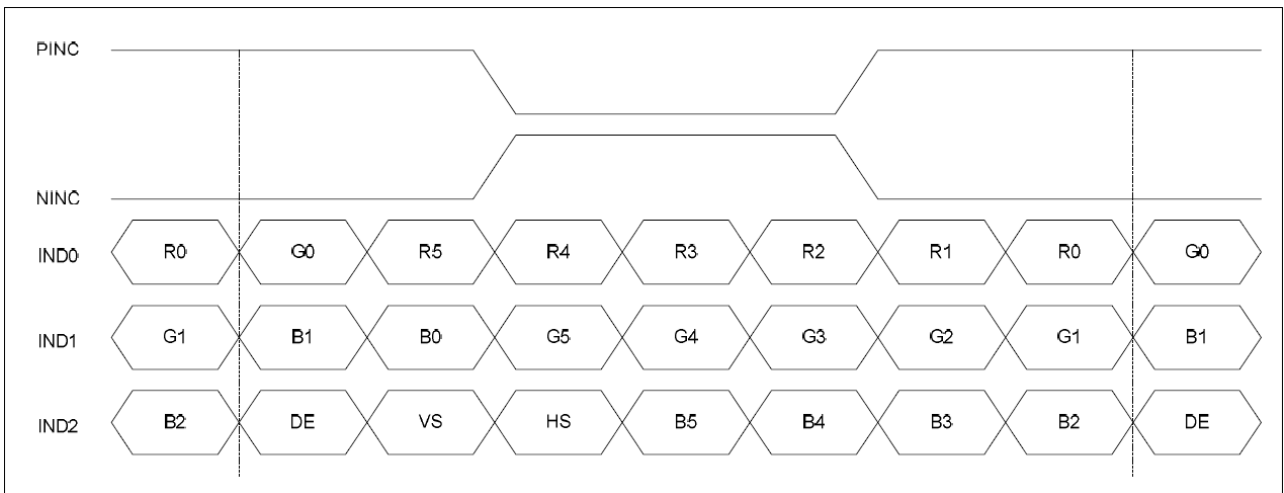 PINC
NINC
IND0 R0 G0 R5 R4 R3 R2 R1 R0 G0
IND1 G1 B1 B0 G5 G4 G3 G2 G1 B1
IND2 B2 DE VS HS B5 B4 B3 B2 DE